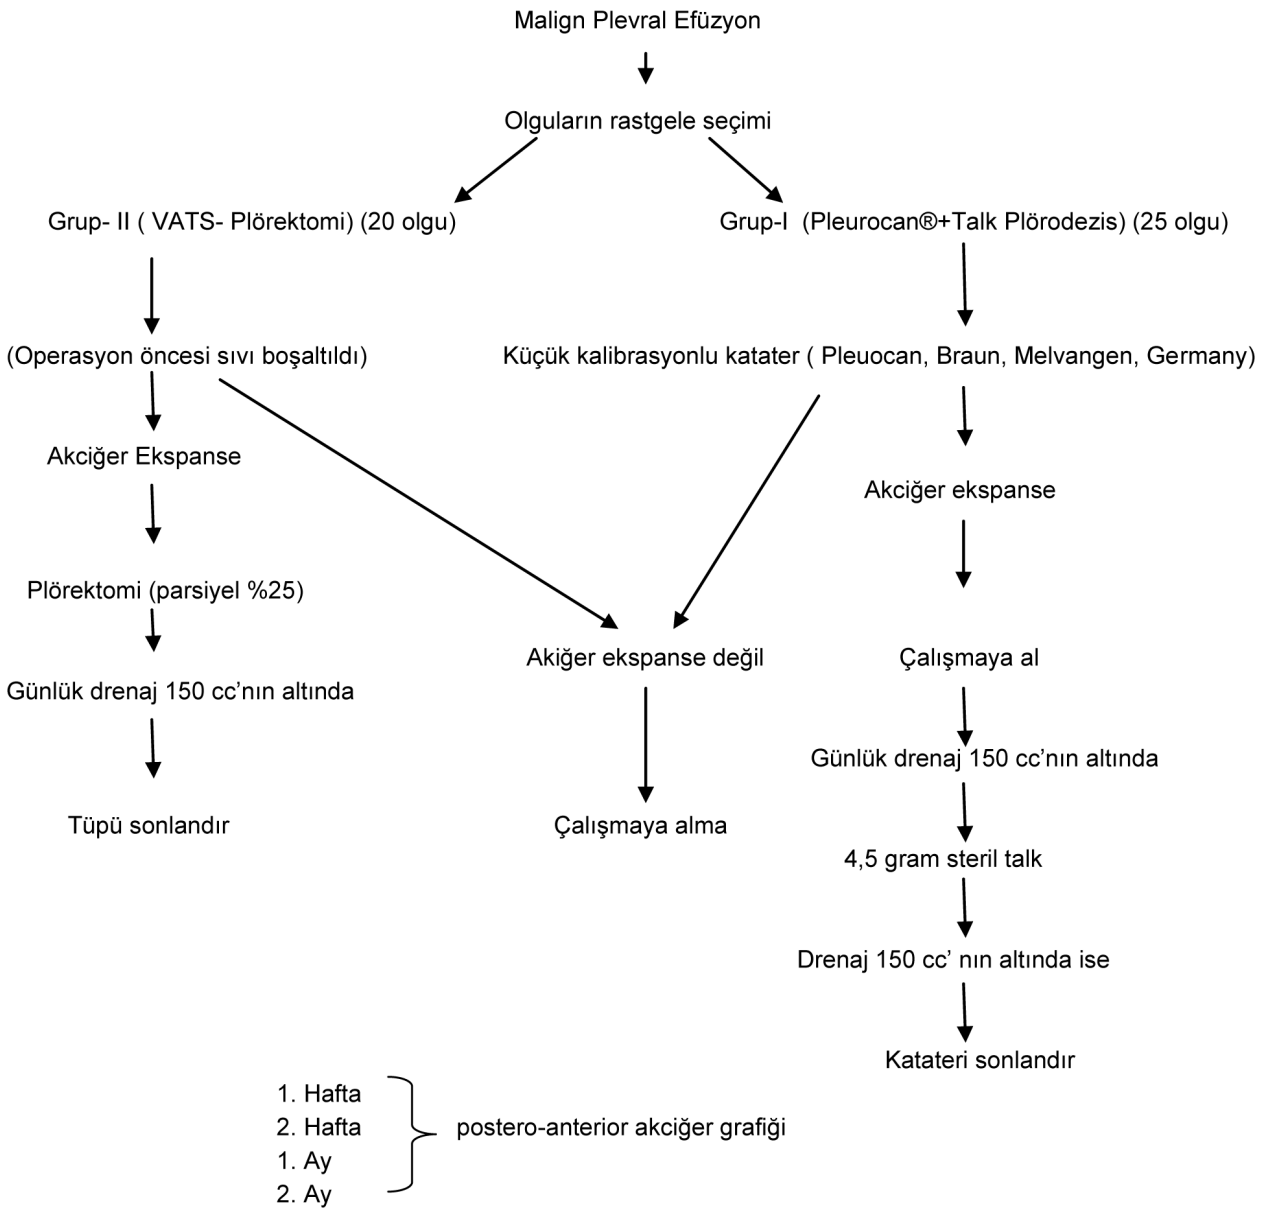 Malign Plevral Efüzyon
Olguların rastgele seçimi
Grup- II ( VATS- Plörektomi) (20 olgu)
Grup-I  (Pleurocan®+Talk Plörodezis) (25 olgu)
(Operasyon öncesi sıvı boşaltıldı)
Küçük kalibrasyonlu katater ( Pleuocan, Braun, Melvangen, Germany)
Akciğer Ekspanse
Akciğer ekspanse
Plörektomi (parsiyel %25)
Akiğer ekspanse değil
Çalışmaya al
Günlük drenaj 150 cc’nın altında
Günlük drenaj 150 cc’nın altında
Tüpü sonlandır
Çalışmaya alma
4,5 gram steril talk
Drenaj 150 cc’ nın altında ise
Katateri sonlandır
1. Hafta
2. Hafta
postero-anterior akciğer grafiği
1. Ay
2. Ay